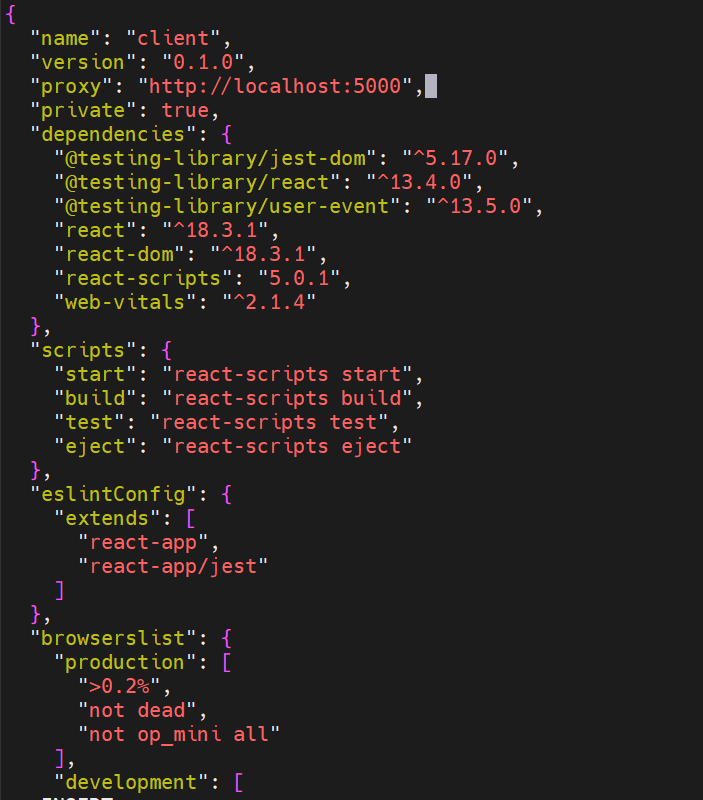 {
  "name": "client",
  "version": "0.1.0",
  "proxy": "http://localhost:5000",
  "private": true,
  "dependencies": {
    "@testing-library/jest-dom": "^5.17.0",
    "@testing-library/react": "^13.4.0",
    "@testing-library/user-event": "^13.5.0",
    "react": "^18.3.1",
    "react-dom": "^18.3.1",
    "react-scripts": "5.0.1",
    "web-vitals": "^2.1.4"
  },
  "scripts": {
    "start": "react-scripts start",
    "build": "react-scripts build",
    "test": "react-scripts test",
    "eject": "react-scripts eject"
  },
  "eslintConfig": {
    "extends": [
      "react-app",
      "react-app/jest"
    ]
  },
  "browserslist": {
    "production": [
      ">0.2%",
      "not dead",
      "not op_mini all"
    ],
    "development": [